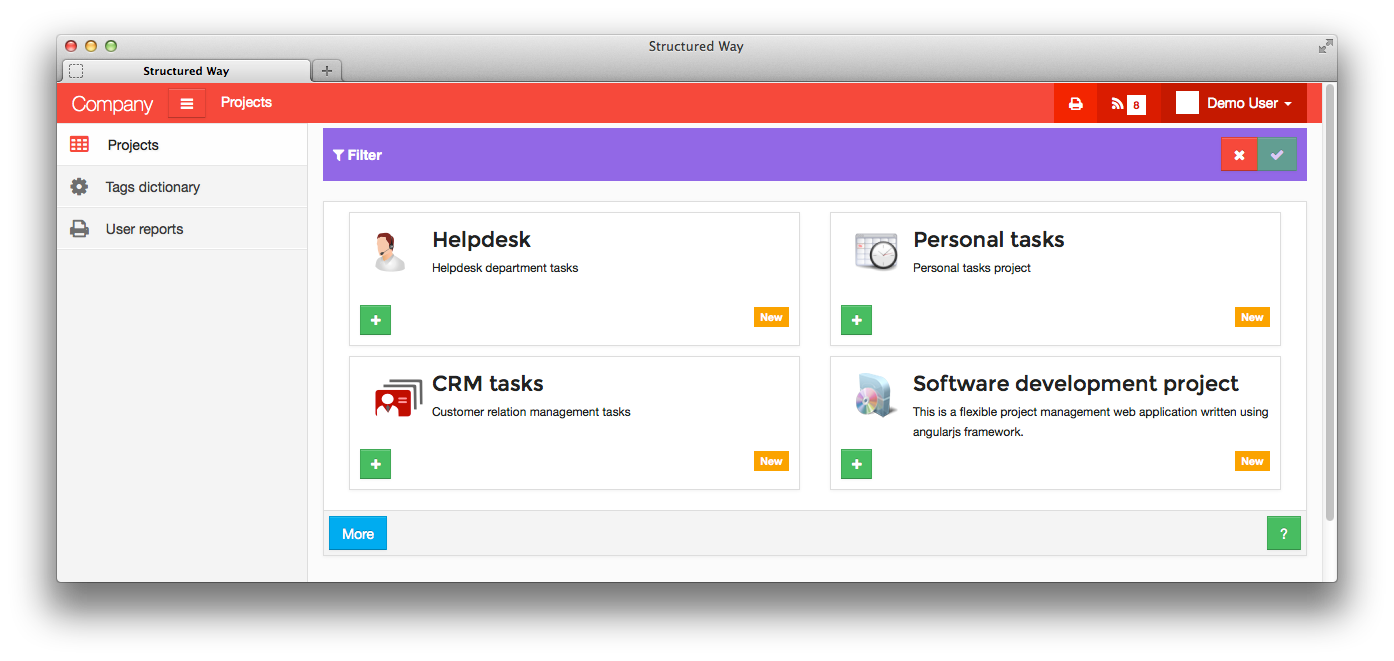 Structured Way
Structured Way
Company
Projects
8
Demo User
Projects
Tags dictionary
User reports
Filter
Helpdesk
Helpdesk department tasks
New
Personal tasks
Personal tasks project
New
CRM tasks
Customer relation management tasks
New
Software development project
This is a flexible project management web application written using
angularjs framework.
New
More
?